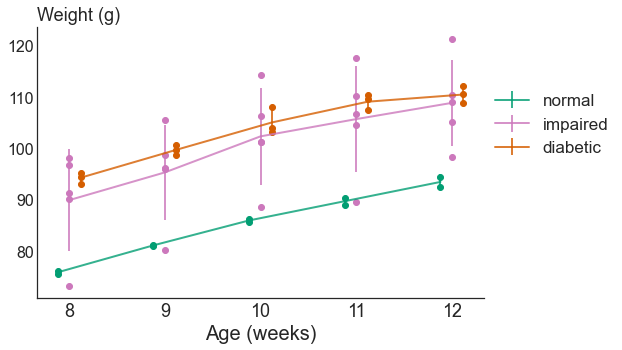 Weight (g)
120
110
100
90
80
8 9 10 11 12
Age (weeks)
normal
impaired
diabetic